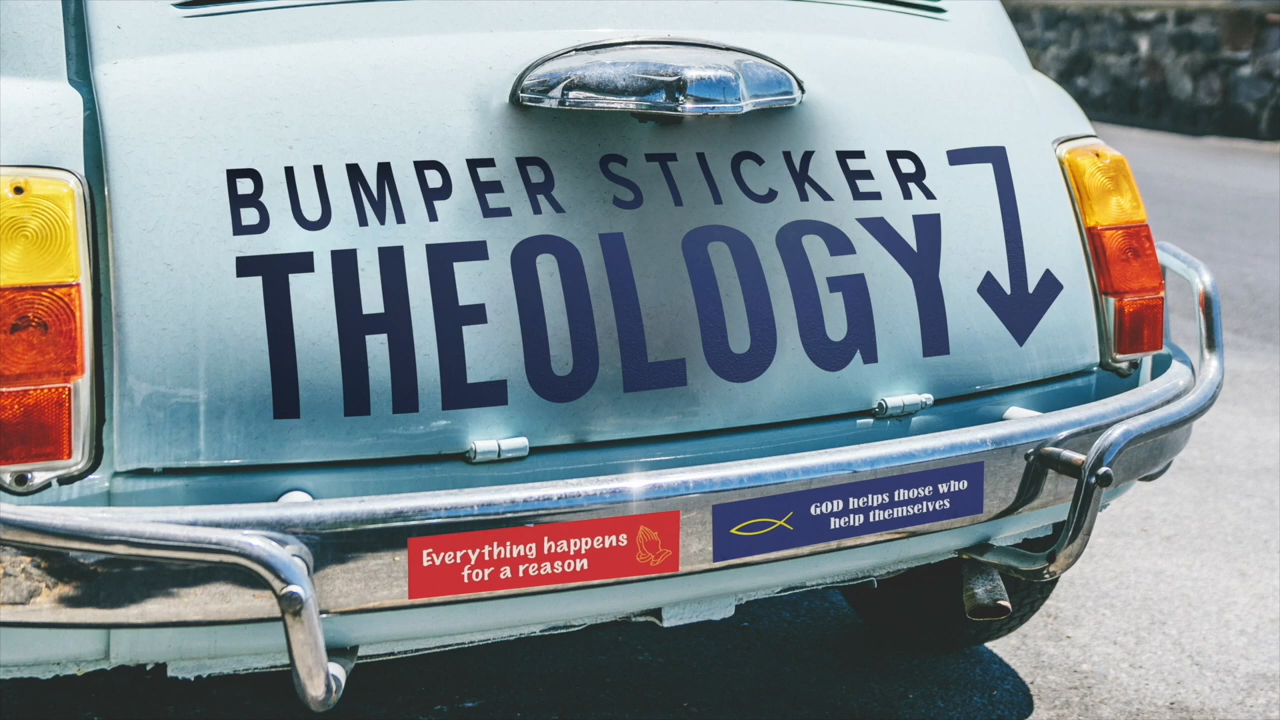 BUMPER STICKER
THEOLOGY
Everything happens
for a reason
GOD helps those who
help themselves